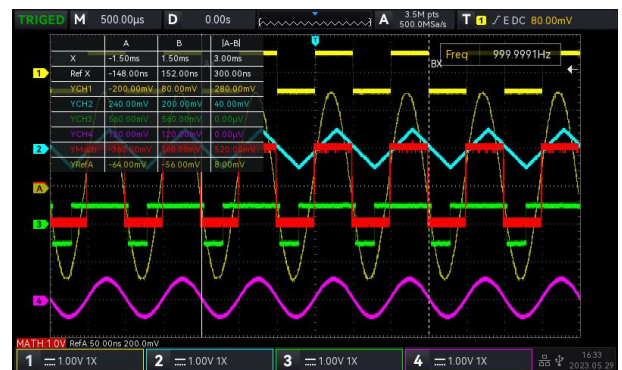 TRIGED M 500.00µs D 0.00s A 3.5M pts 500.0MSa/s T 1 E DC 80.00mV
T
A B |A-B|
X -1.50ms 1.50ms 3.00ms
Ref X -148.00ns 152.00ns 300.00ns
YCH1 -200.00mV 80.00mV 280.00mV
YCH2 240.00mV 200.00mV 40.00mV
YCH3 560.00mV 560.00mV 0.00µV
YCH4 120.00mV 120.00mV 0.00µV
YMath -360.00mV 160.00mV 520.00mV
YRefA -64.00mV -56.00mV 8.00mV
Freq 999.9991Hz
BX
1
2
A
3
4
MATH:1.0V RefA:50.00ns 200.0mV
1 1.00V 1X 2 1.00V 1X 3 1.00V 1X 4 1.00V 1X
16:33
2023.05.29